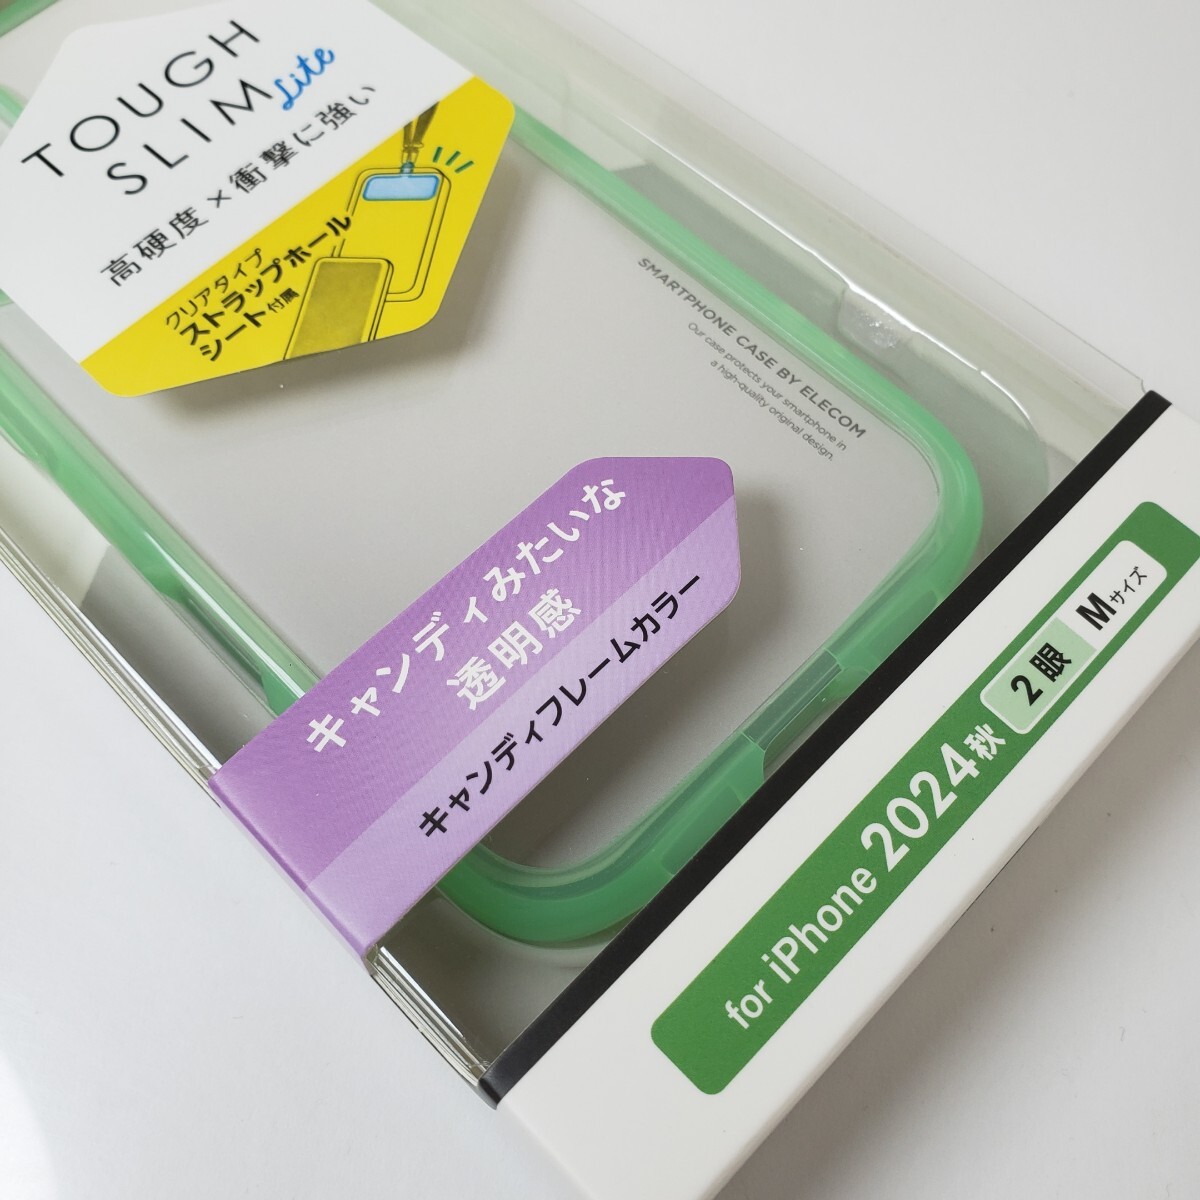 TOUGH
SLIM Lite
高硬度×衝撃に強い
クリアタイプ
ストラップホール
シート付属
SMARTPHONE CASE BY ELECOM
Our case protects your smartphone in
a high-quality original design.
キャンディみたいな
透明感
キャンディフレームカラー
for iPhone 2024秋 2眼 Mサイズ